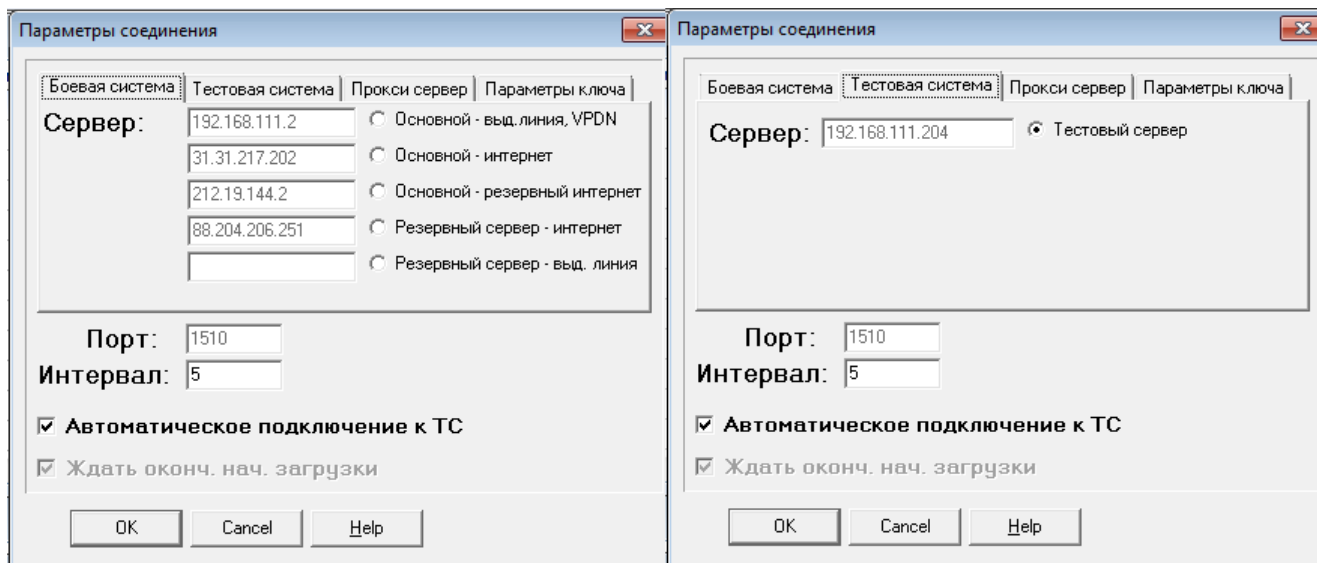 Параметры соединения
Боевая система Тестовая система Прокси сервер Параметры ключа
Сервер: 192.168.111.2 Основной - выд.линия, VPDN
31.31.217.202 Основной - интернет
212.19.144.2 Основной - резервный интернет
88.204.206.251 Резервный сервер - интернет
Резервный сервер - выд. линия
Порт: 1510
Интервал: 5
Автоматическое подключение к ТС
Ждать оконч. нач. загрузки
OK Cancel Help
Параметры соединения
Боевая система Тестовая система Прокси сервер Параметры ключа
Сервер: 192.168.111.204 Тестовый сервер
Порт: 1510
Интервал: 5
Автоматическое подключение к ТС
Ждать оконч. нач. загрузки
OK Cancel Help